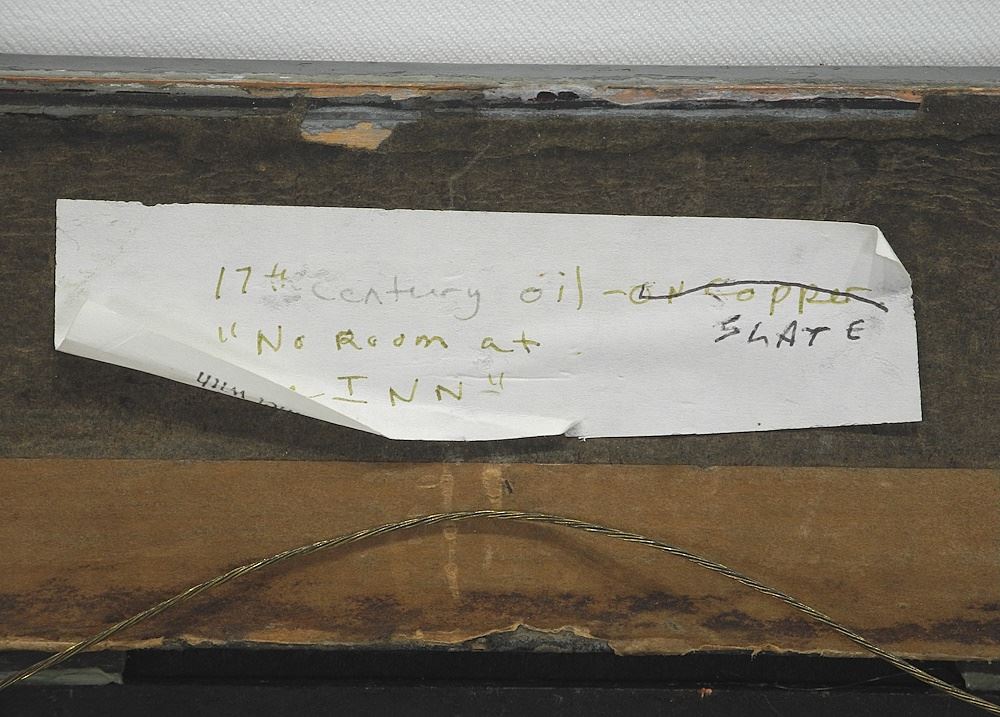 17th Century oil - on Copper
SLATE
"No Room at
INN"